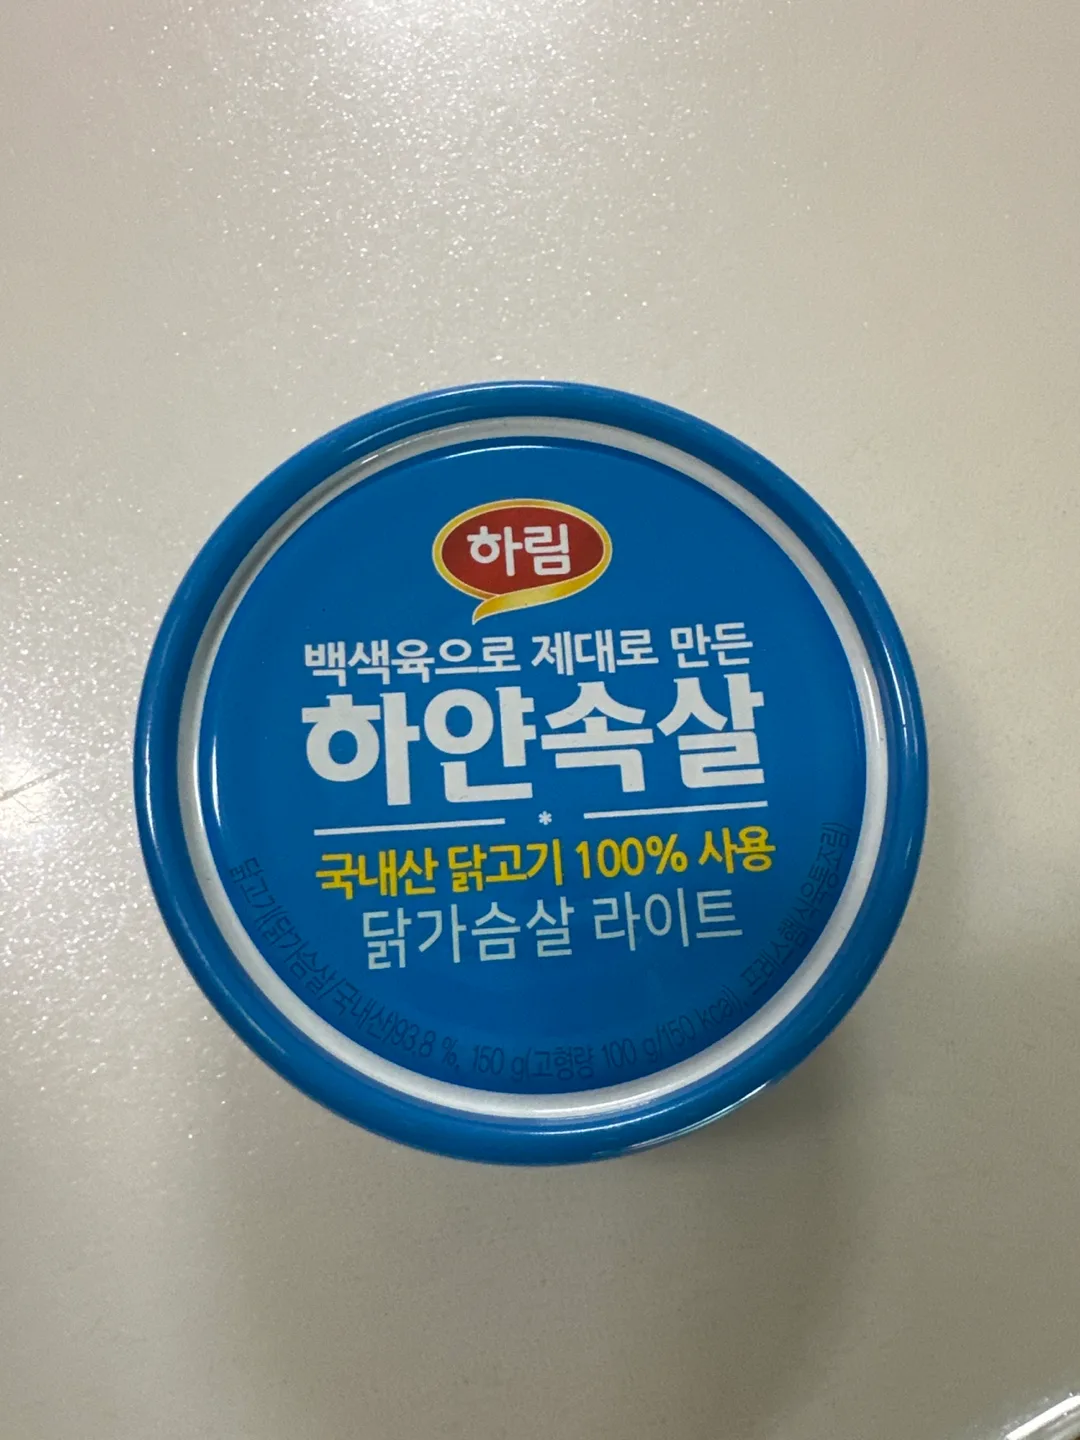 하림
백색육으로 제대로 만든
하얀속살
*
국내산 닭고기 100% 사용
닭가슴살 라이트
닭고기(닭가슴살/국내산)93.8 %, 150 g(고형량 100 g/150 kcal), 프레스햄(식육통조림)